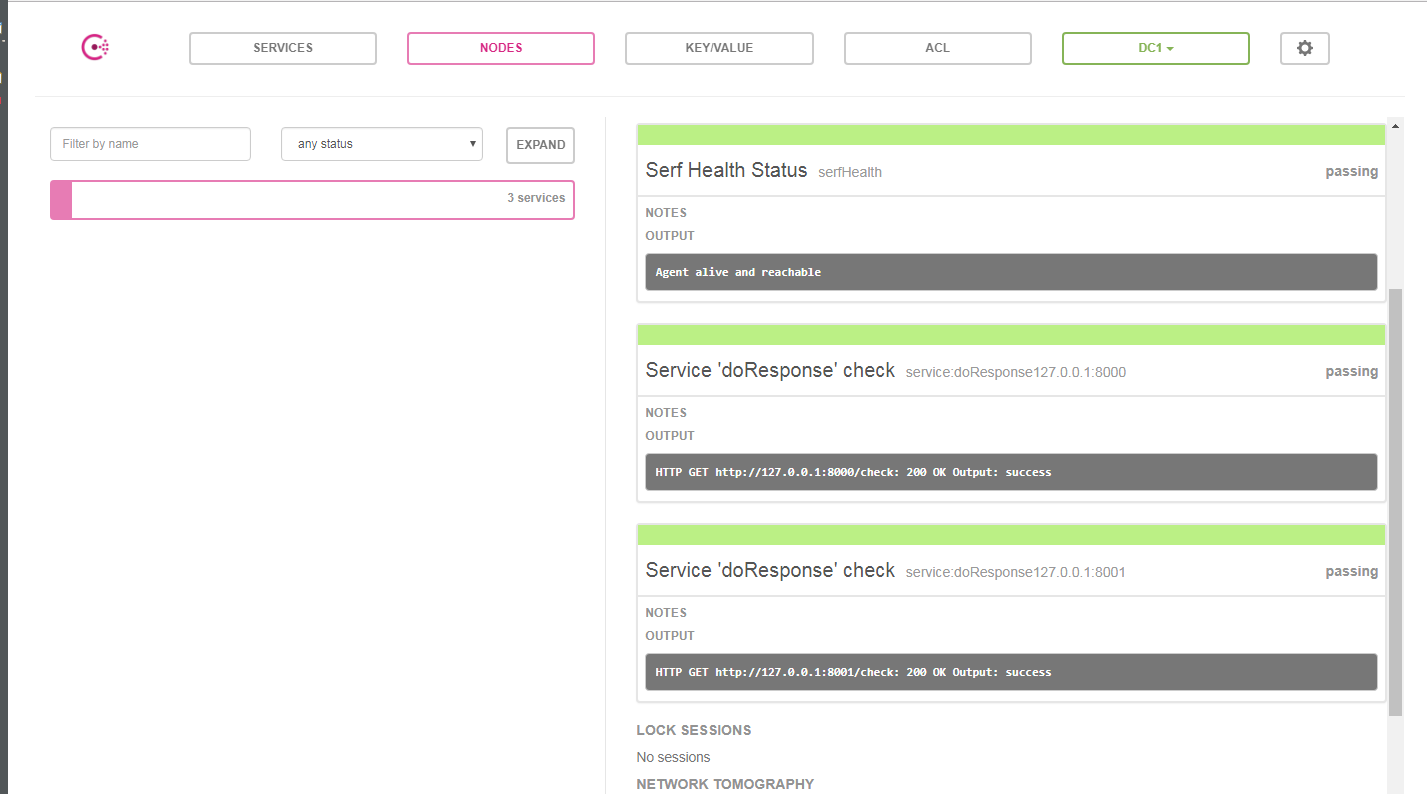 SERVICES
NODES
KEY/VALUE
ACL
DC1
Filter by name
any status
EXPAND
3 services
Serf Health Status serfHealth passing
NOTES
OUTPUT
Agent alive and reachable
Service 'doResponse' check service:doResponse127.0.0.1:8000 passing
NOTES
OUTPUT
HTTP GET http://127.0.0.1:8000/check: 200 OK Output: success
Service 'doResponse' check service:doResponse127.0.0.1:8001 passing
NOTES
OUTPUT
HTTP GET http://127.0.0.1:8001/check: 200 OK Output: success
LOCK SESSIONS
No sessions
NETWORK TOMOGRAPHY